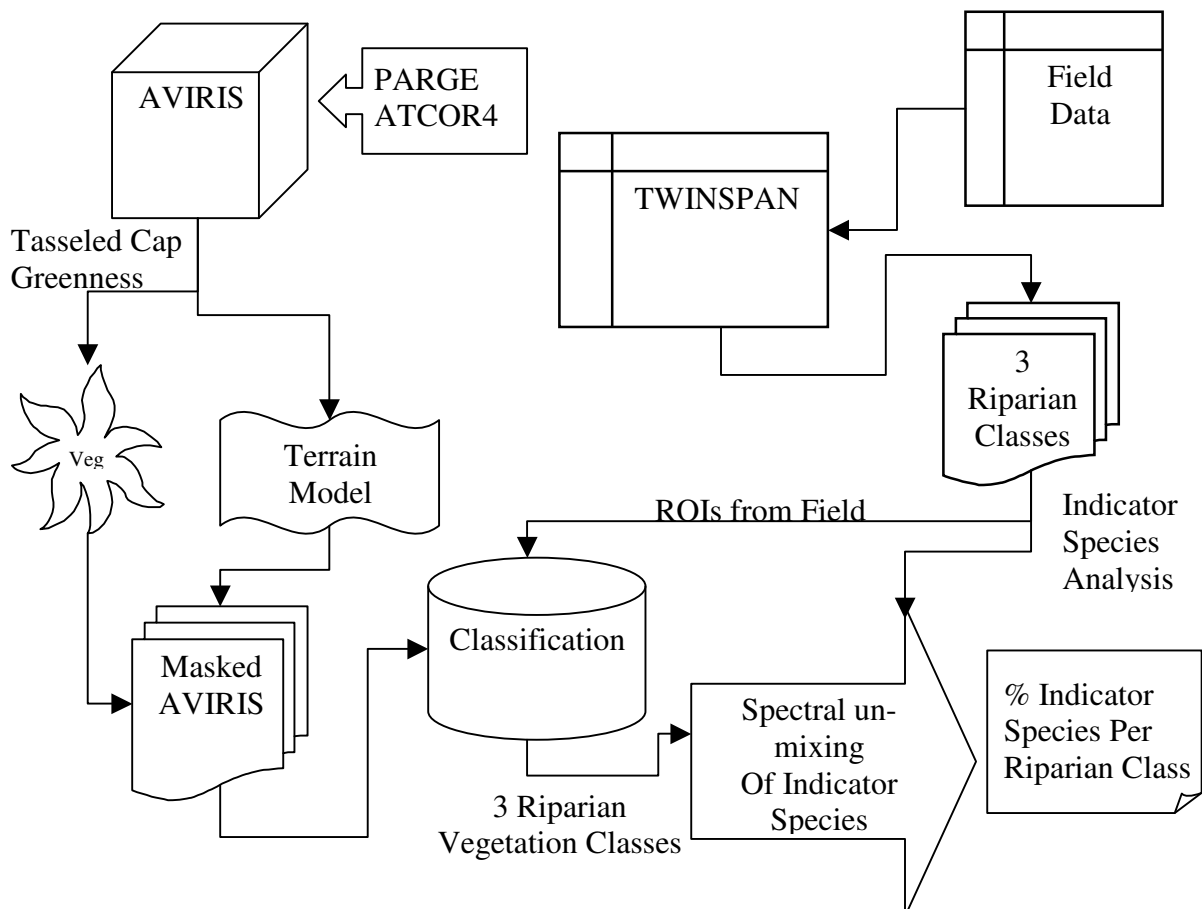 AVIRIS
PARGE
ATCOR4
Field
Data
TWINSPAN
Tasseled Cap
Greenness
3
Riparian
Classes
Veg
Terrain
Model
ROIs from Field
Indicator
Species
Analysis
Masked
AVIRIS
Classification
Spectral un-
mixing
Of Indicator
Species
% Indicator
Species Per
Riparian Class
3 Riparian
Vegetation Classes